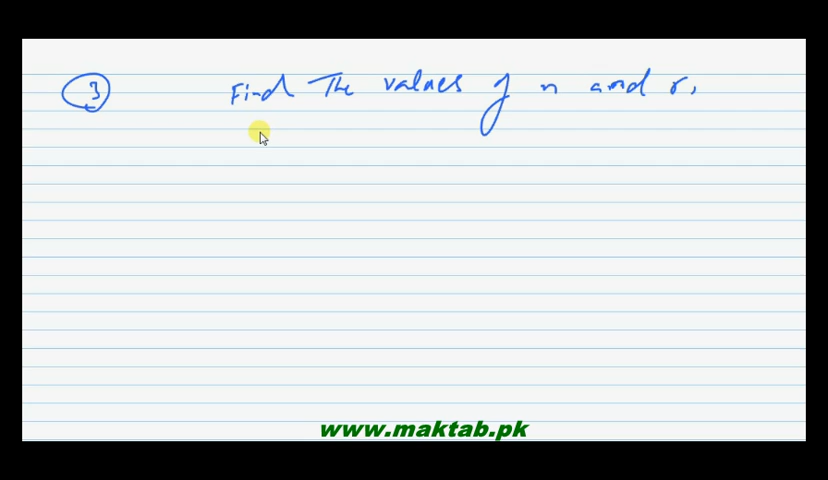 3 Find The values of n and r,
www.maktab.pk